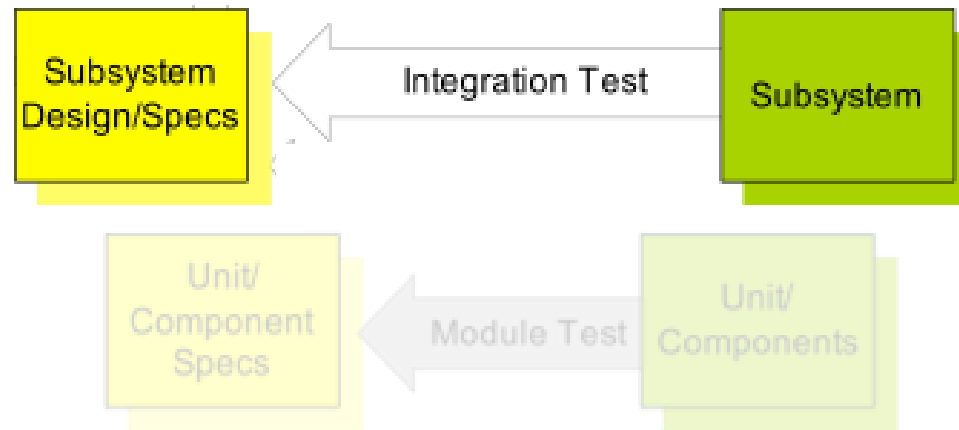 Subsystem
Design/Specs
Integration Test
Subsystem
Unit/
Component
Specs
Module Test
Unit/
Components